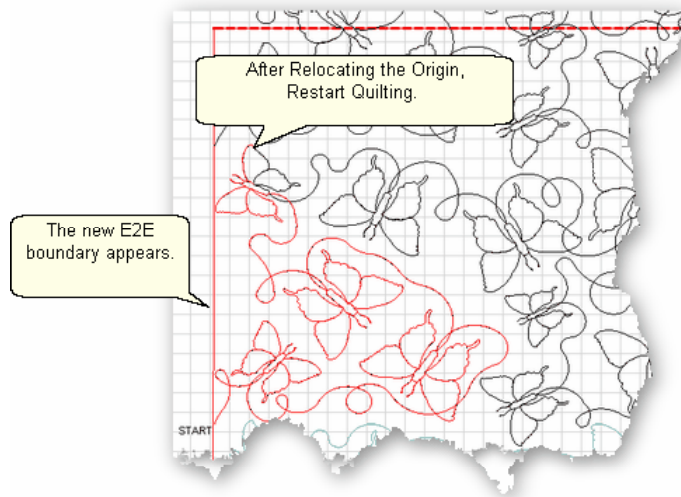 After Relocating the Origin,
Restart Quilting.
The new E2E
boundary appears.
START